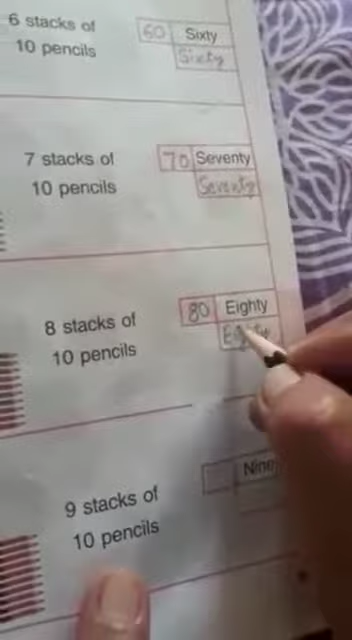 6 stacks of
10 pencils
60 Sixty
Sixty
7 stacks of
10 pencils
70 Seventy
Seventy
8 stacks of
10 pencils
80 Eighty
9 stacks of
10 pencils